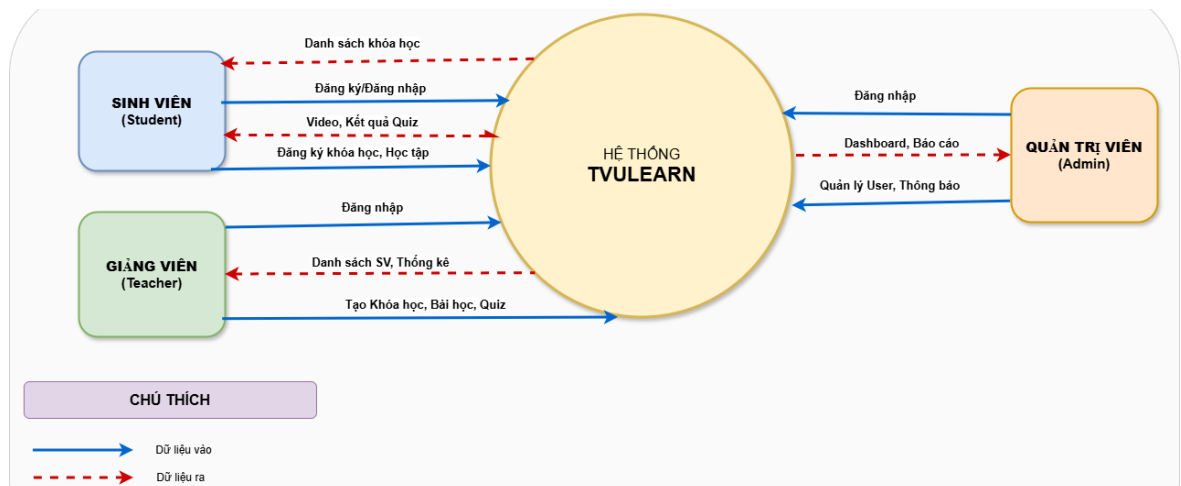 Danh sách khóa học
SINH VIÊN
(Student)
Đăng ký/Đăng nhập
Video, Kết quả Quiz
Đăng ký khóa học, Học tập
HỆ THỐNG
TVULEARN
Đăng nhập
Dashboard, Báo cáo
Quản lý User, Thông báo
QUẢN TRỊ VIÊN
(Admin)
Đăng nhập
GIẢNG VIÊN
(Teacher)
Danh sách SV, Thống kê
Tạo Khóa học, Bài học, Quiz
CHÚ THÍCH
Dữ liệu vào
Dữ liệu ra